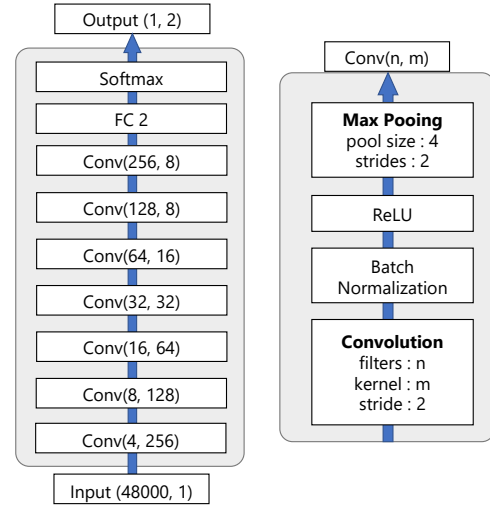 Output (1, 2)
Softmax
FC 2
Conv(256, 8)
Conv(128, 8)
Conv(64, 16)
Conv(32, 32)
Conv(16, 64)
Conv(8, 128)
Conv(4, 256)
Input (48000, 1)
Conv(n, m)
Max Pooing
pool size : 4
strides : 2
ReLU
Batch
Normalization
Convolution
filters : n
kernel : m
stride : 2